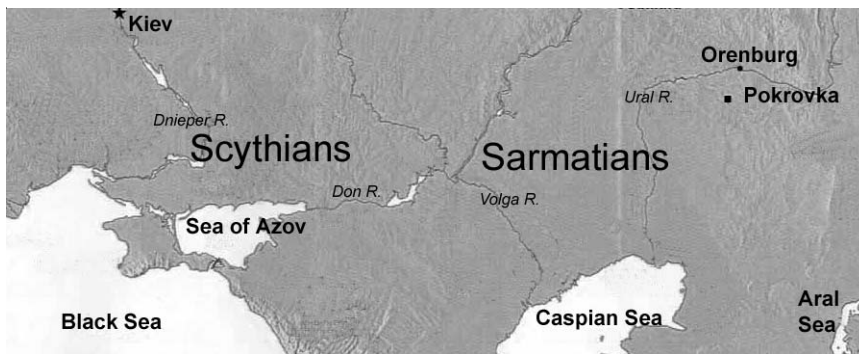 Kiev
Orenburg
Ural R.
Pokrovka
Dnieper R.
Scythians
Sarmatians
Don R.
Volga R.
Sea of Azov
Black Sea
Caspian Sea
Aral
Sea